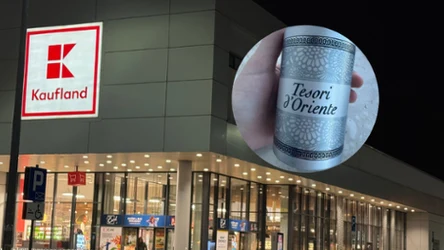 Kaufland
Tesori
d'Oriente
P